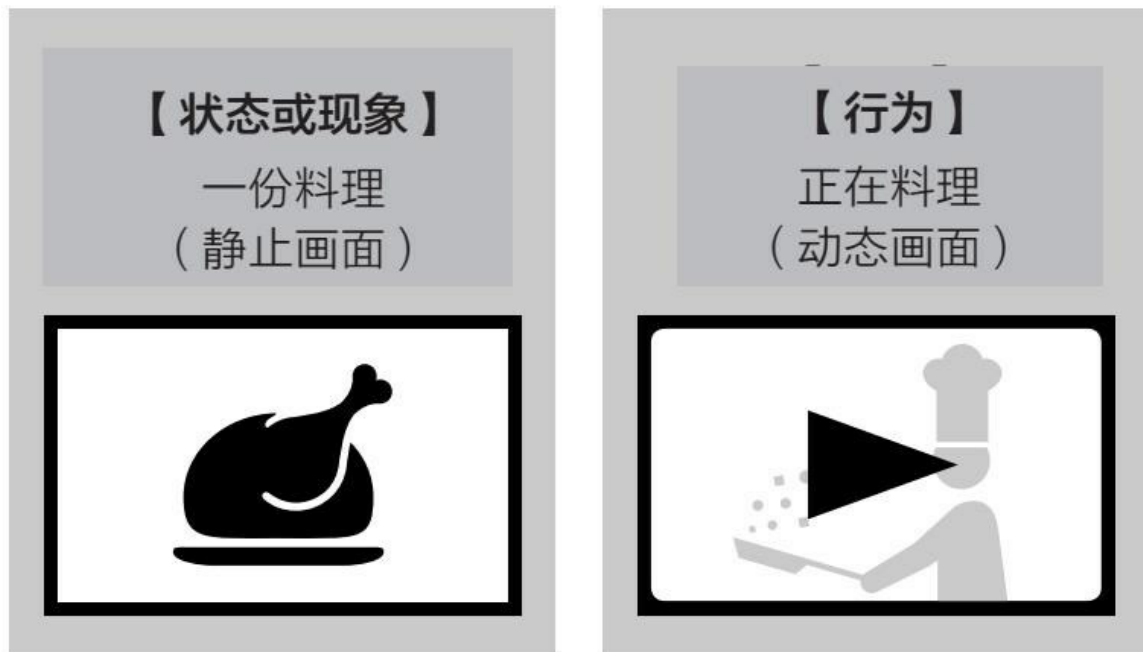 【状态或现象】
一份料理
（静止画面）
【行为】
正在料理
（动态画面）